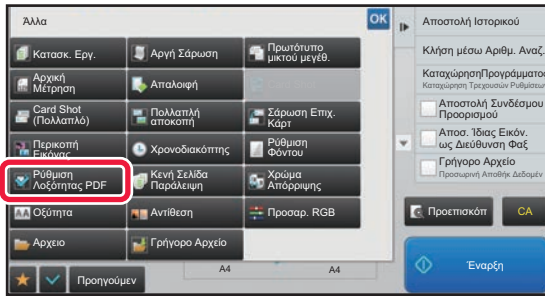 Άλλα
OK
Κατασκ. Εργ.
Αργή Σάρωση
Πρωτότυπο
μικτού μεγέθ.
Αρχική
Μέτρηση
Απαλοιφή
Card Shot
(Πολλαπλό)
Πολλαπλή
αποκοπή
Σάρωση Επιχ.
Κάρτ
Περικοπή
Εικόνας
Χρονοδιακόπτης
Ρύθμιση
Φόντου
Ρύθμιση
Λοξότητας PDF
Κενή Σελίδα
Παράλειψη
Χρώμα
Απόρριψης
Οξύτητα
Αντίθεση
Προσαρ. RGB
Αρχειο
Γρήγορο Αρχείο
Προηγούμεν
A4
A4
Αποστολή Ιστορικού
Κλήση μέσω Αριθμ. Αναζ.
ΚαταχώρησηΠρογράμματος
Καταχώρηση Τρεχουσών Ρυθμίσεων
Αποστολή Συνδέσμου
Προορισμού
Αποσ. Ίδιας Εικόν.
ως Διεύθυνση Φαξ
Γρήγορο Αρχείο
Προσωρινή Αποθήκ Δεδομέν
Προεπισκόπ
CA
Έναρξη